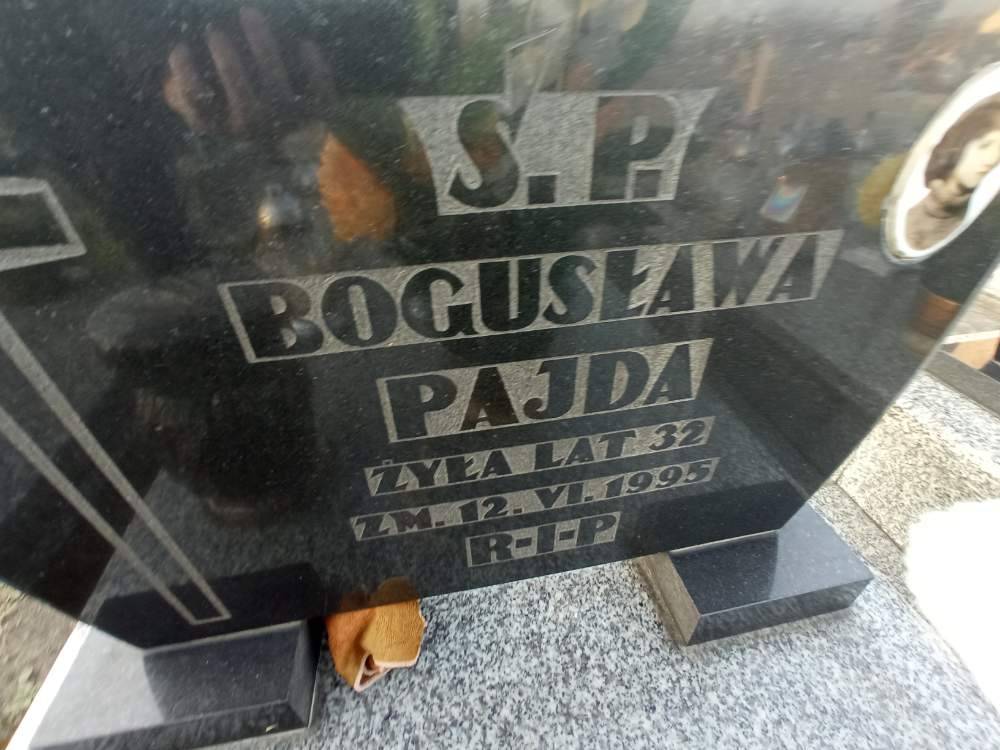 Ś. P.
BOGUSŁAWA
PAJDA
ŻYŁA LAT 32
ZM. 12. VI. 1995
R-I-P